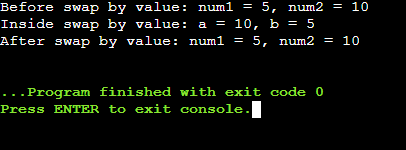 Before swap by value: num1 = 5, num2 = 10
Inside swap by value: a = 10, b = 5
After swap by value: num1 = 5, num2 = 10
...Program finished with exit code 0
Press ENTER to exit console.